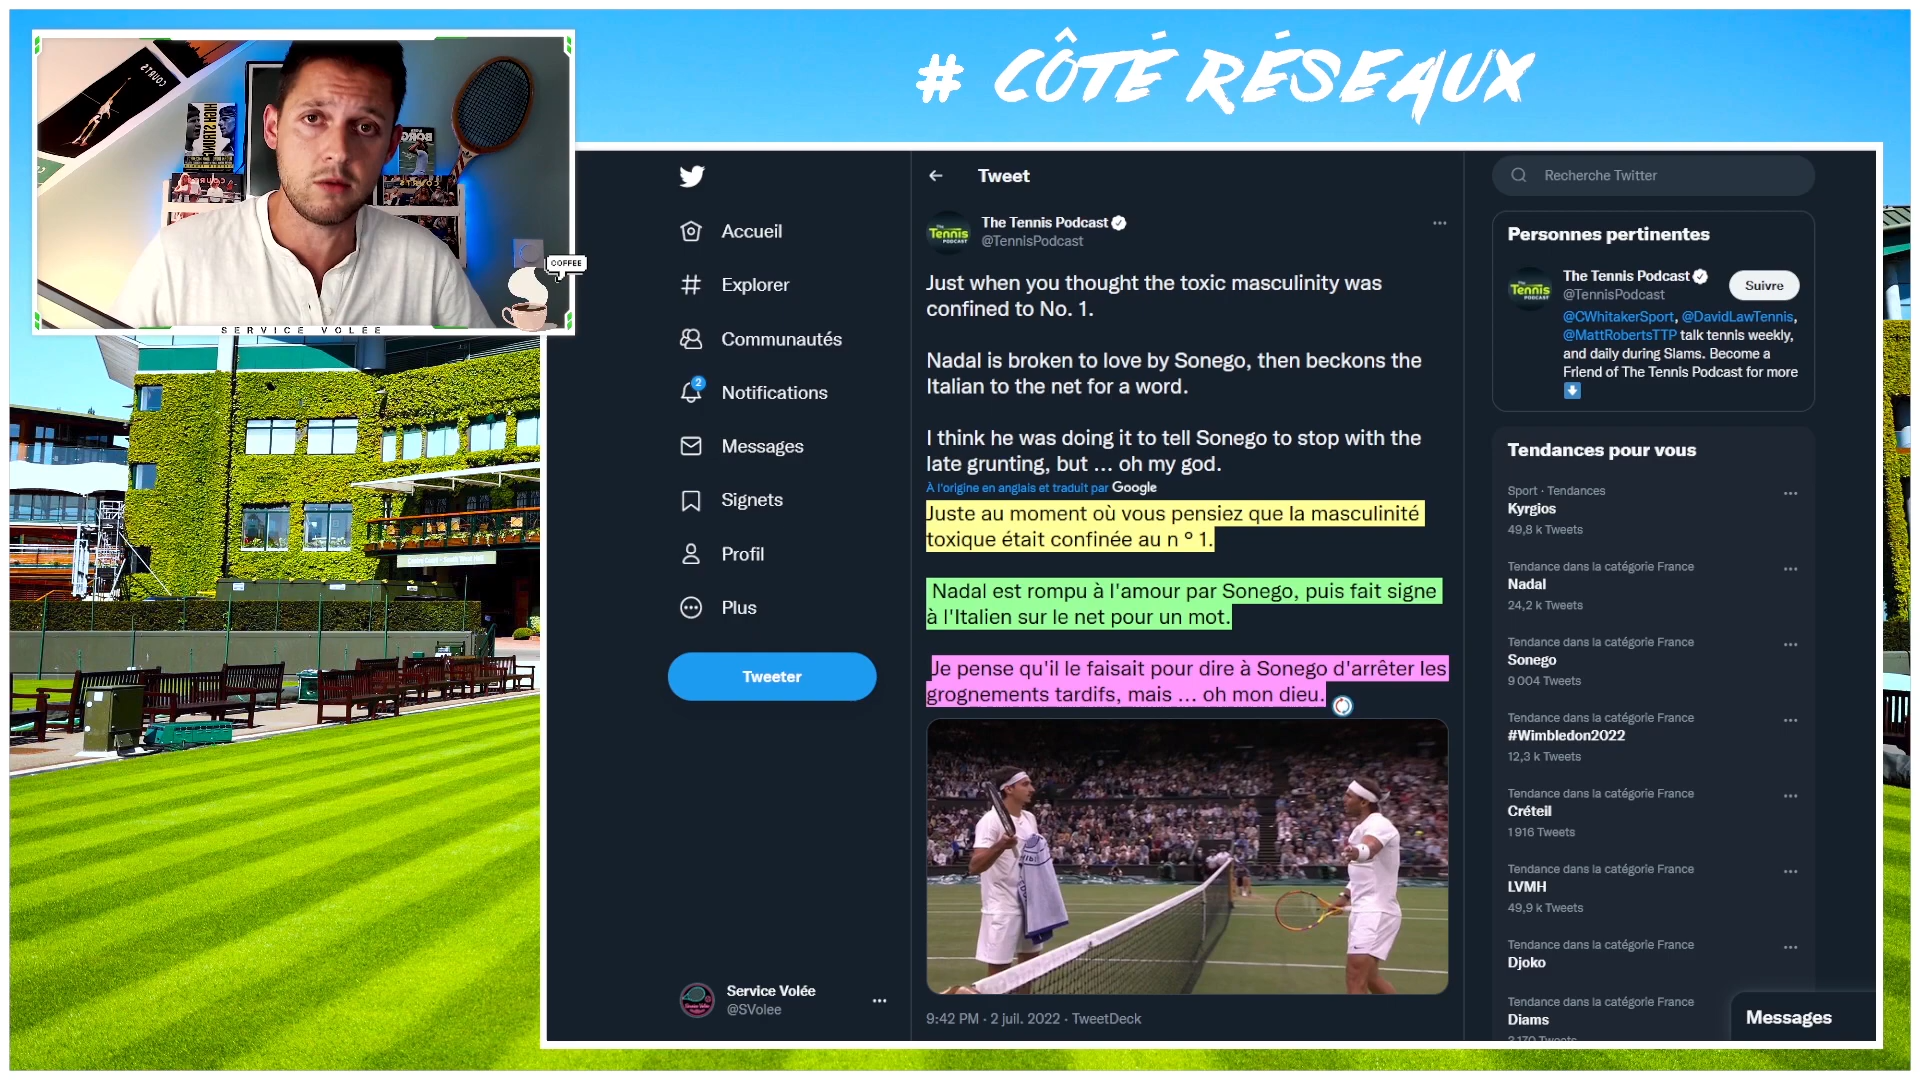 # CÔTÉ RÉSEAUX
COURTS
COFFEE
SERVICE VOLEE
Accueil
Explorer
Communautés
2
Notifications
Messages
Signets
Profil
Plus
Tweeter
Service Volée
@SVolee
Tweet
The Tennis Podcast
@TennisPodcast
Just when you thought the toxic masculinity was
confined to No. 1.
Nadal is broken to love by Sonego, then beckons the
Italian to the net for a word.
I think he was doing it to tell Sonego to stop with the
late grunting, but ... oh my god.
À l'origine en anglais et traduit par Google
Juste au moment où vous pensiez que la masculinité
toxique était confinée au n ° 1.
Nadal est rompu à l'amour par Sonego, puis fait signe
à l'Italien sur le net pour un mot.
Je pense qu'il le faisait pour dire à Sonego d'arrêter les
grognements tardifs, mais ... oh mon dieu.
9:42 PM · 2 juil. 2022 · TweetDeck
Recherche Twitter
Personnes pertinentes
The Tennis Podcast
@TennisPodcast
Suivre
@CWhitakerSport, @DavidLawTennis,
@MattRobertsTTP talk tennis weekly,
and daily during Slams. Become a
Friend of The Tennis Podcast for more
Tendances pour vous
Sport · Tendances
Kyrgios
49,8 k Tweets
Tendance dans la catégorie France
Nadal
24,2 k Tweets
Tendance dans la catégorie France
Sonego
9 004 Tweets
Tendance dans la catégorie France
#Wimbledon2022
12,3 k Tweets
Tendance dans la catégorie France
Créteil
1 916 Tweets
Tendance dans la catégorie France
LVMH
49,9 k Tweets
Tendance dans la catégorie France
Djoko
Tendance dans la catégorie France
Diams
Messages